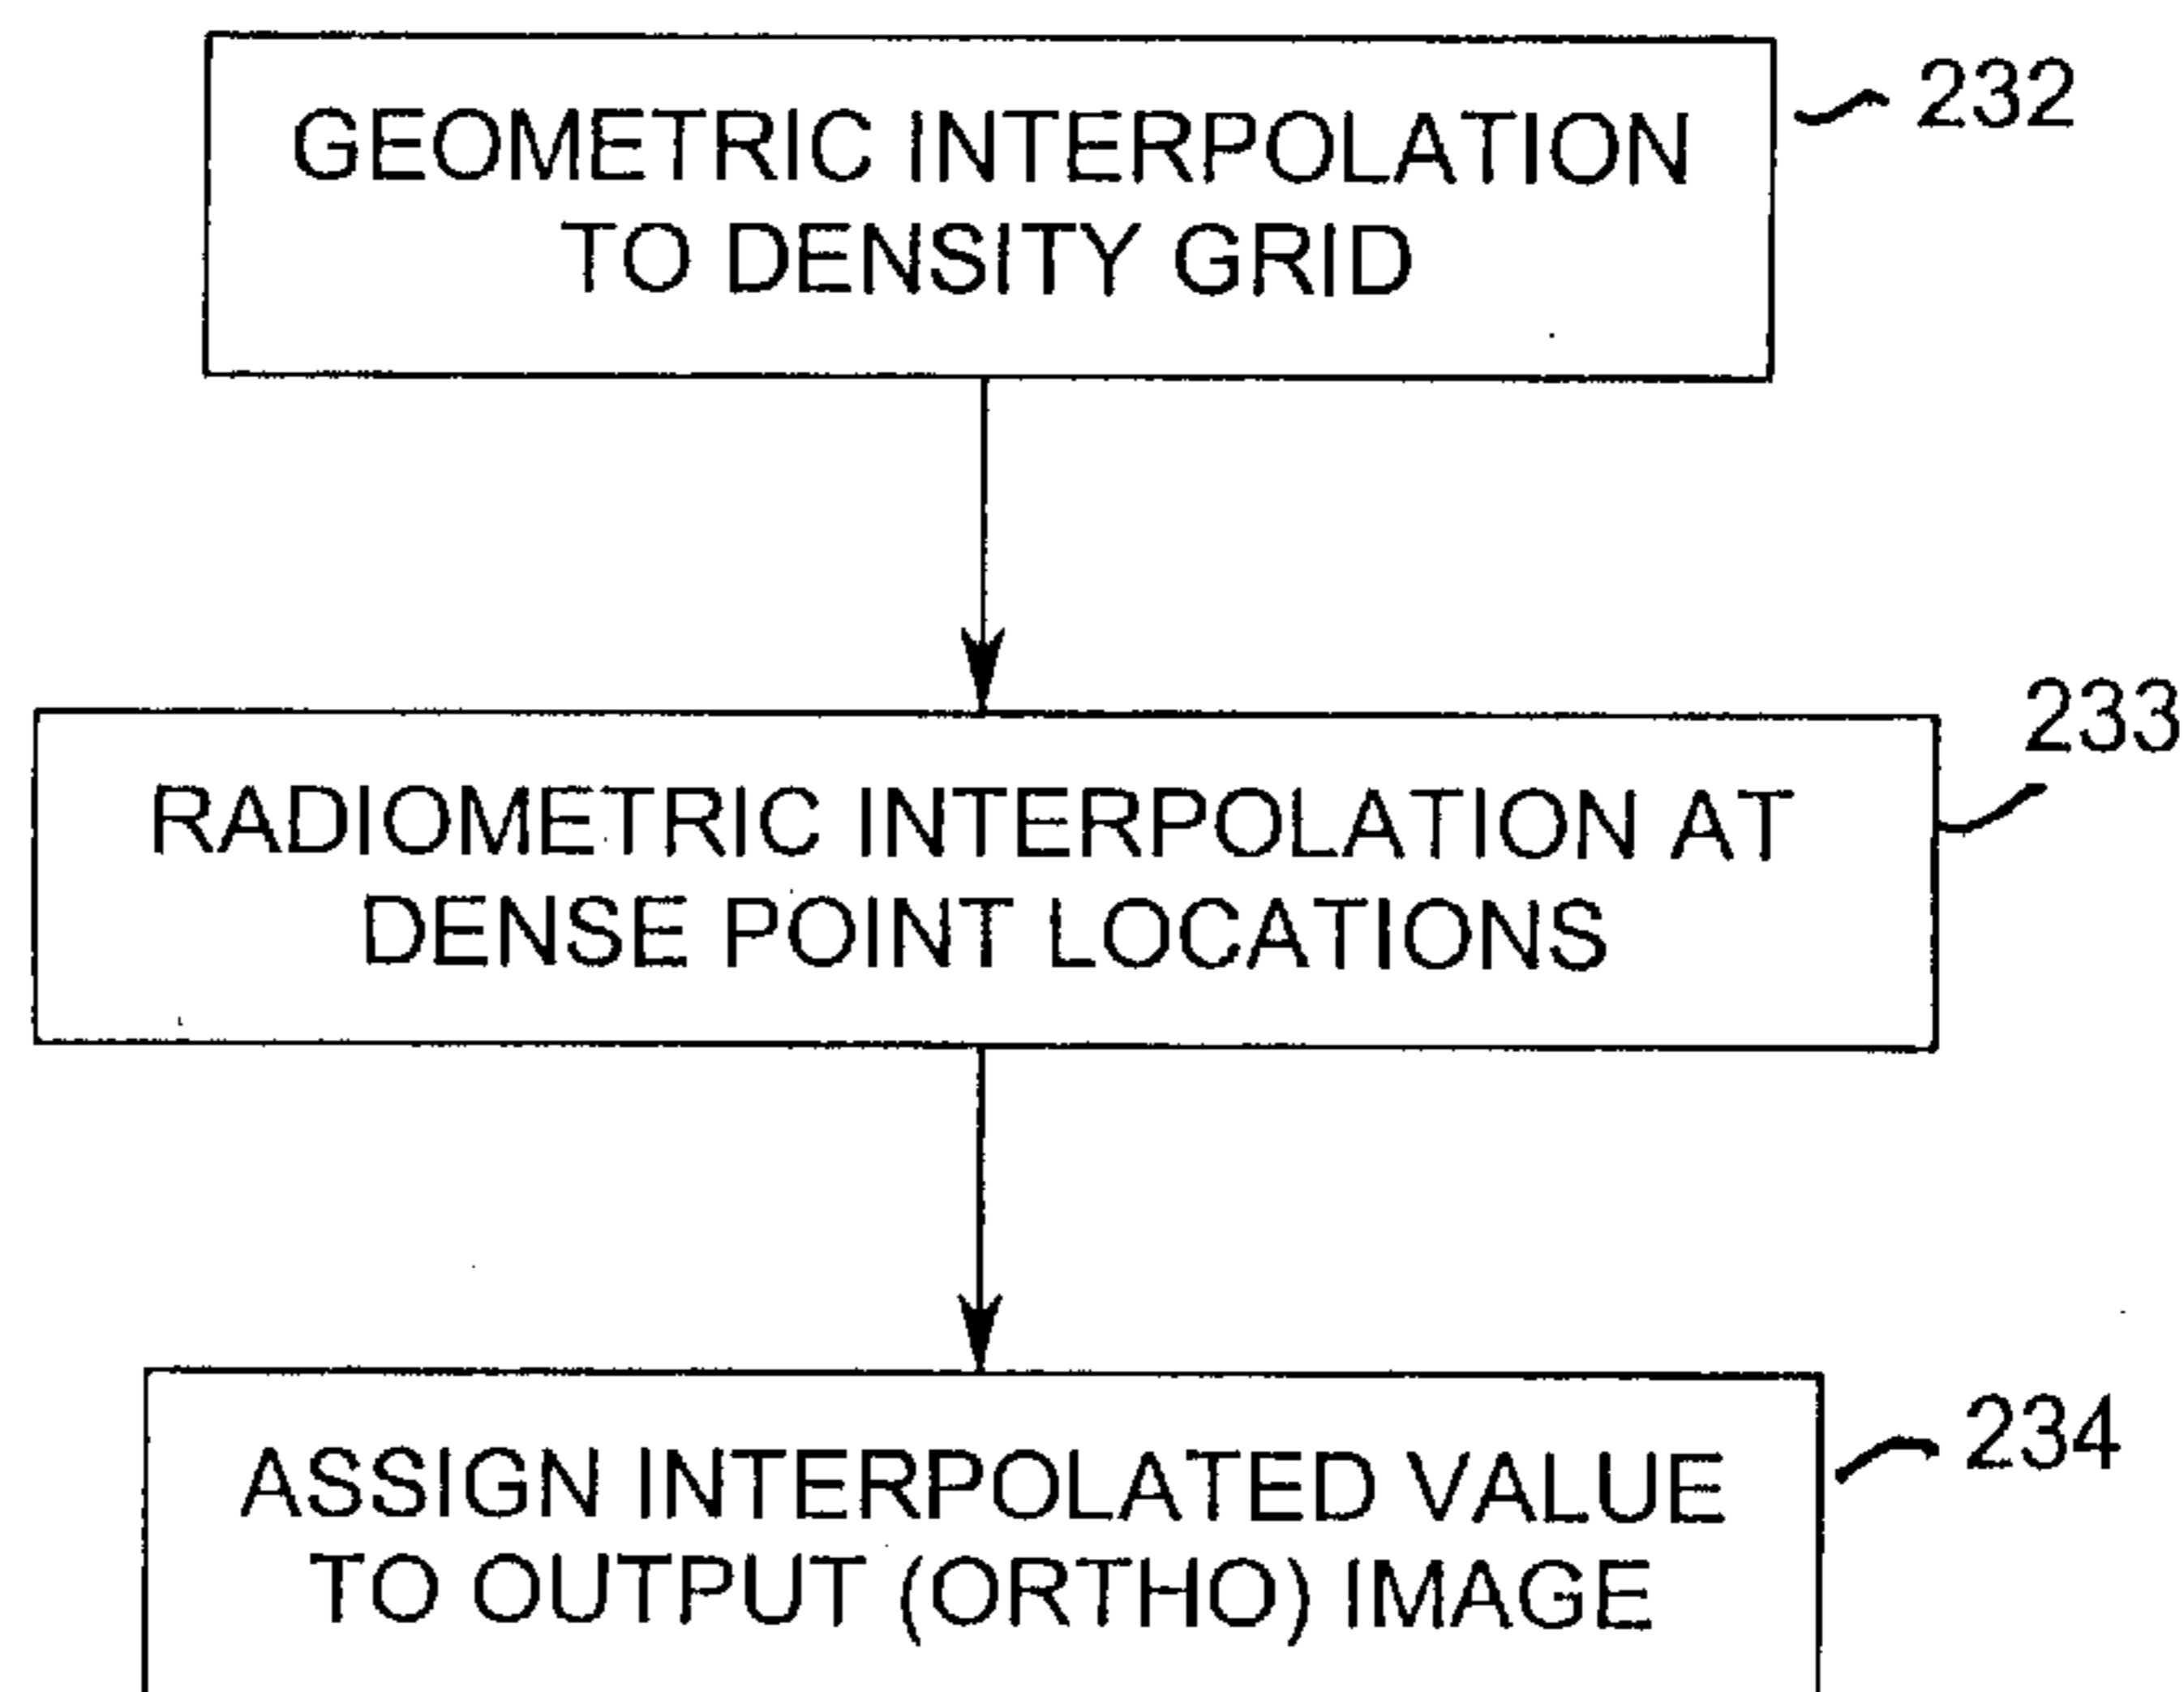 GEOMETRIC INTERPOLATION
TO DENSITY GRID
232
RADIOMETRIC INTERPOLATION AT
DENSE POINT LOCATIONS
233
ASSIGN INTERPOLATED VALUE
TO OUTPUT (ORTHO) IMAGE
234